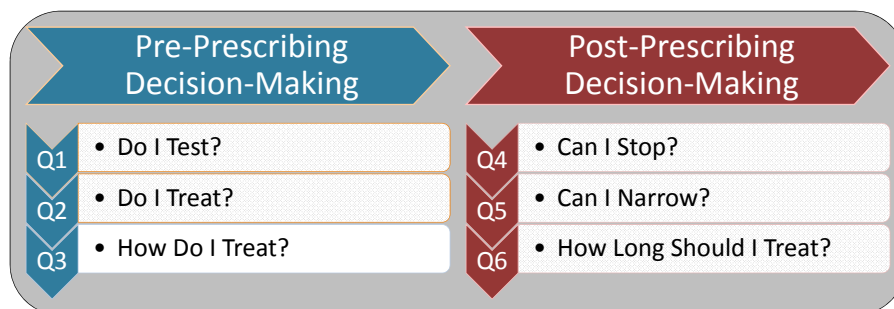 Pre-Prescribing
Decision-Making
Q1
• Do I Test?
Q2
• Do I Treat?
Q3
• How Do I Treat?
Post-Prescribing
Decision-Making
Q4
• Can I Stop?
Q5
• Can I Narrow?
Q6
• How Long Should I Treat?